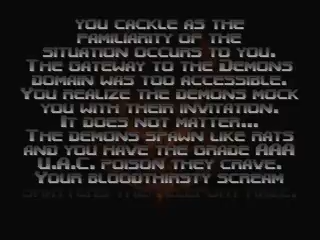 you cackle as the
familiarity of the
situation occurs to you.
The gateway to the Demons
domain was too accessible.
You realize the demons mock
you with their invitation.
It does not matter...
The demons spawn like rats
and you have the grade AAA
U.A.C. poison they crave.
Your bloodthirsty scream